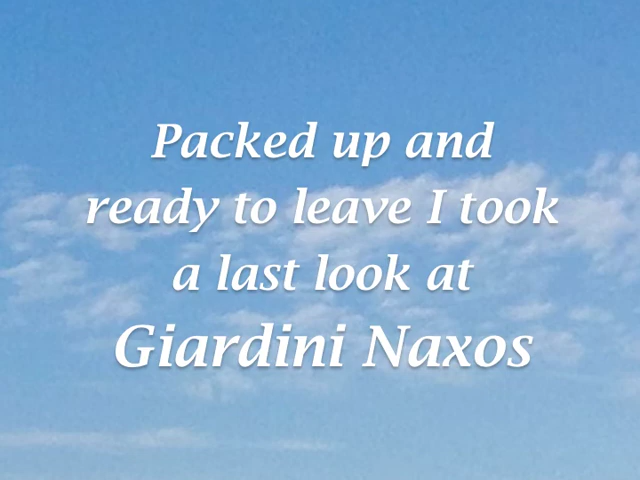 Packed up and
ready to leave I took
a last look at
Giardini Naxos